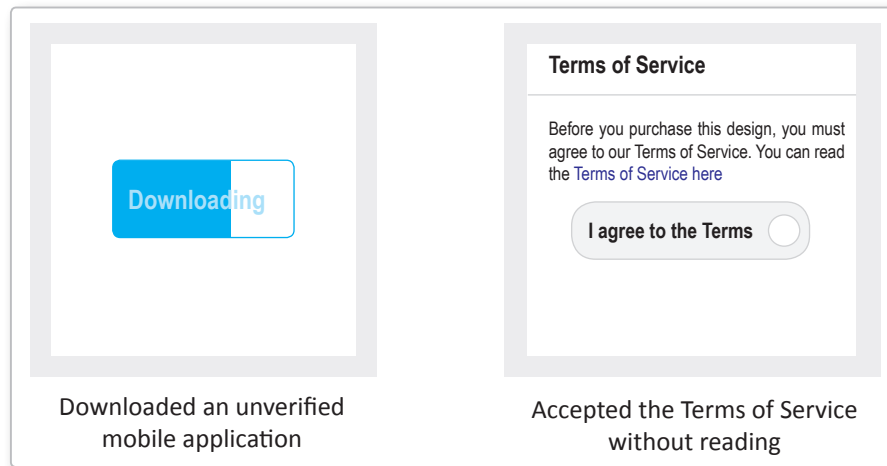 Downloading
Downloaded an unverified
mobile application
Terms of Service
Before you purchase this design, you must
agree to our Terms of Service. You can read
the Terms of Service here
I agree to the Terms
Accepted the Terms of Service
without reading